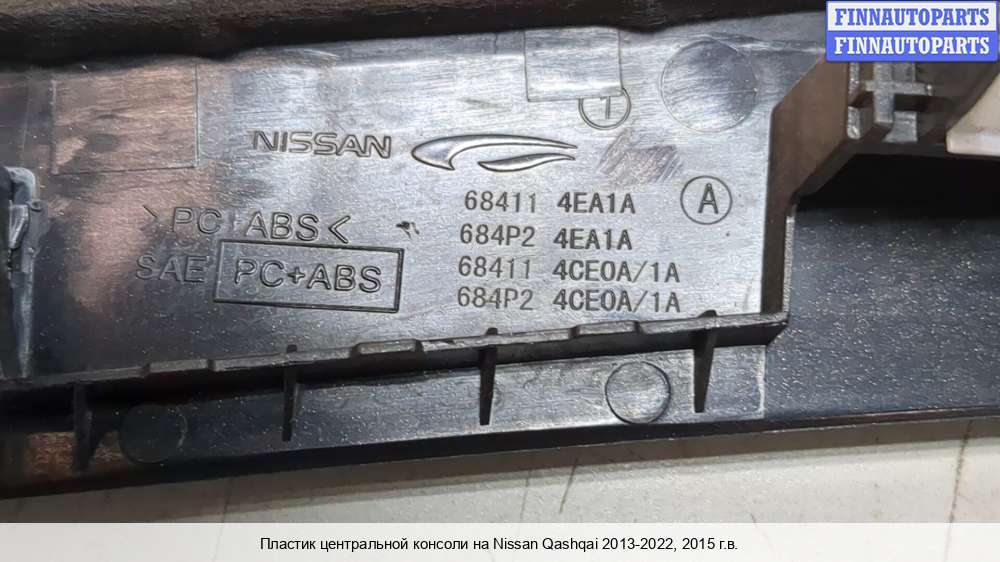 FINNAUTOPARTS
FINNAUTOPARTS
1
NISSAN
68411 4EA1A
A
>PC+ABS<
684P2 4EA1A
SAE PC+ABS
68411 4CE0A/1A
684P2 4CE0A/1A
Пластик центральной консоли на Nissan Qashqai 2013-2022, 2015 г.в.